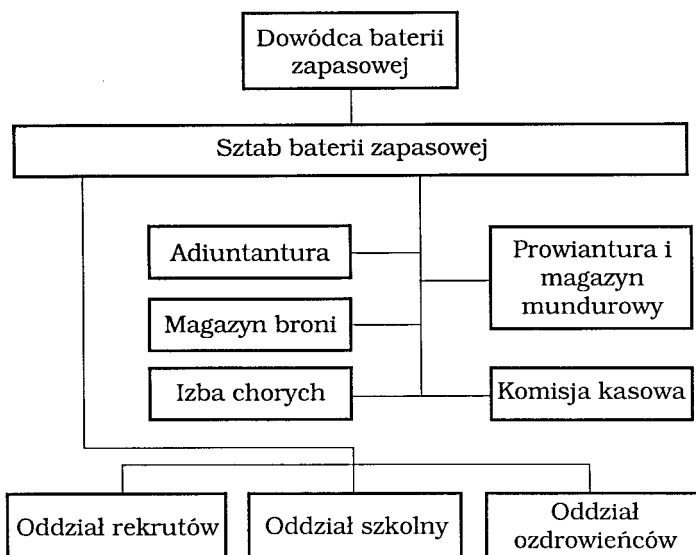 Dowódca baterii
zapasowej
Sztab baterii zapasowej
Adiuntantura
Prowiantura i
magazyn
mundurowy
Magazyn broni
Izba chorych
Komisja kasowa
Oddział rekrutów
Oddział szkolny
Oddział
ozdrowieńców